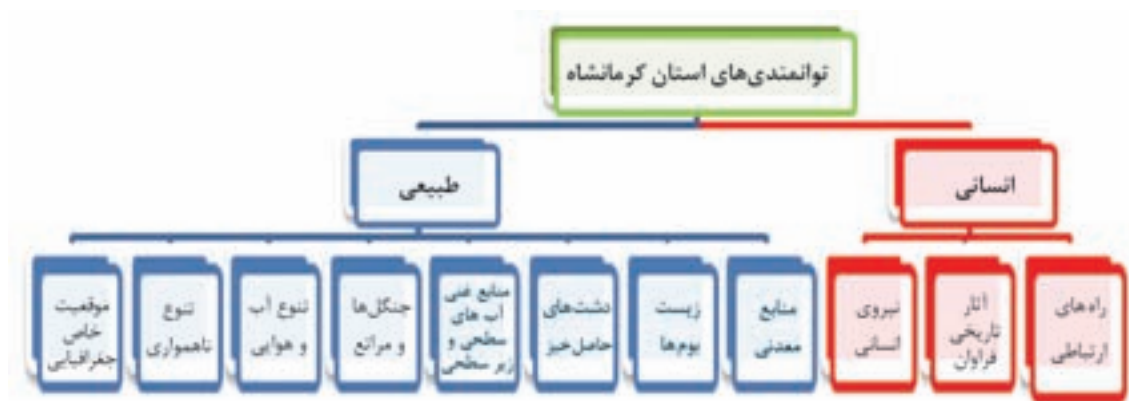 توانمندی‌های استان کرمانشاه
انسانی
طبیعی
راه‌های
ارتباطی
آثار
تاریخی
فراوان
نیروی
انسانی
منابع
معدنی
زیست
بوم‌ها
دشت‌های
حاصل‌خیز
منابع غنی
آب های
سطحی و
زیر سطحی
جنگل‌ها
و مراتع
تنوع آب
و هوایی
تنوع
ناهمواری
موقعیت
خاص
جغرافیایی